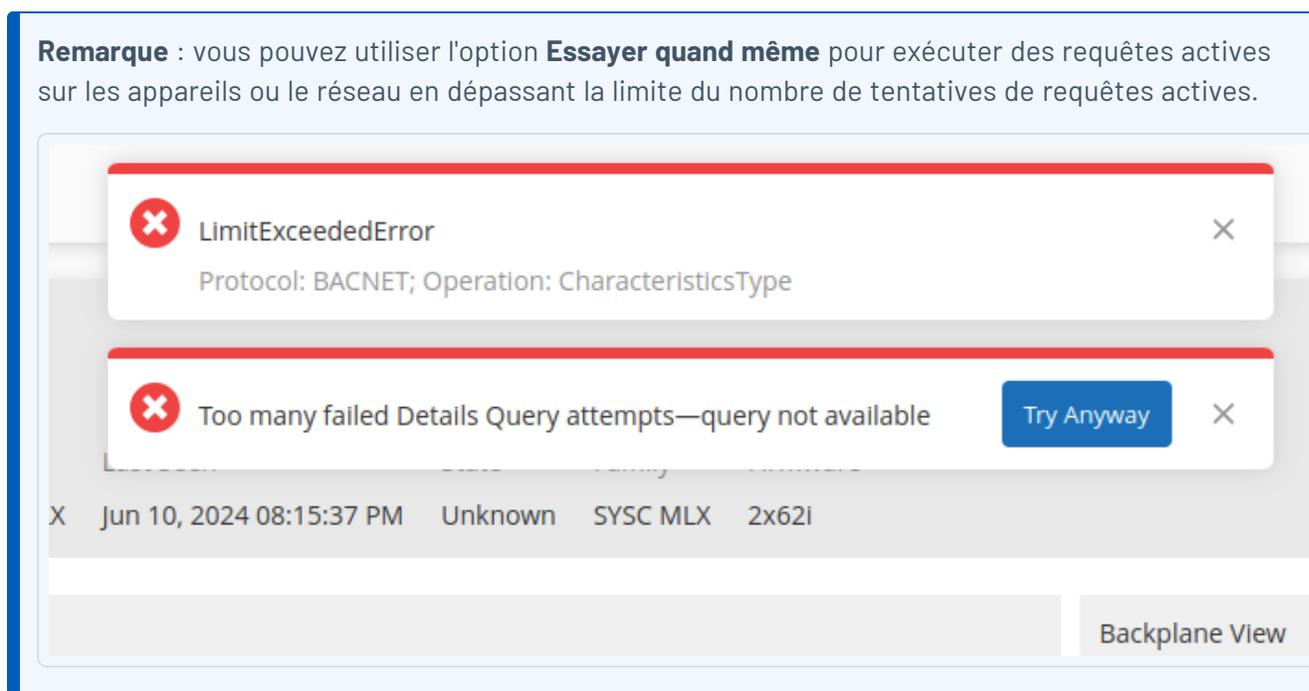 Remarque : vous pouvez utiliser l'option Essayer quand même pour exécuter des requêtes actives
sur les appareils ou le réseau en dépassant la limite du nombre de tentatives de requêtes actives.
LimitExceededError
Protocol: BACNET; Operation: CharacteristicsType
Too many failed Details Query attempts—query not available
Try Anyway
X Jun 10, 2024 08:15:37 PM Unknown SYSC MLX 2x62i
Backplane View